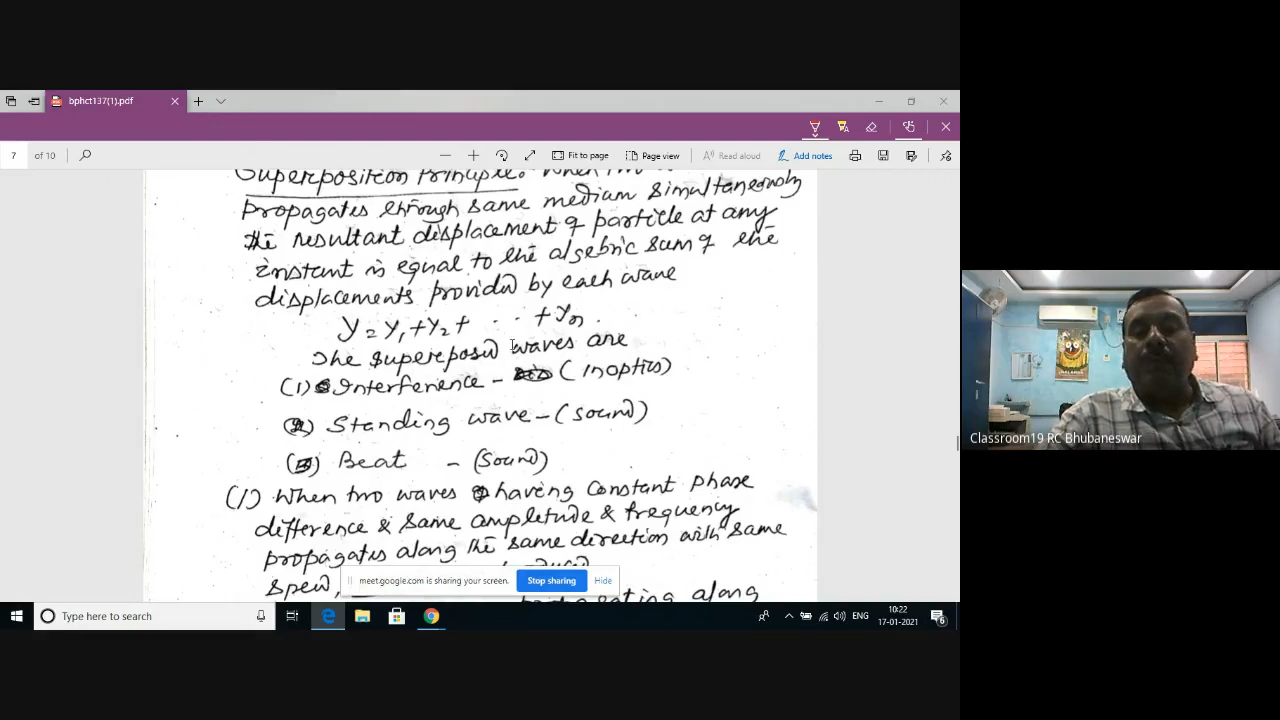 bphct137(1).pdf
7 of 10
Fit to page
Page view
Read aloud
Add notes
Superposition Principle: When
propagates through same medium simultaneously
the resultant displacement of particle at any
instant is equal to the algebric sum of the
displacements provided by each wave
y = y1 + y2 + . . . + yn.
The superposed waves are
(1) Interference - (in optics)
(2) Standing wave - (sound)
(3) Beat - (sound)
(1) When two waves having constant phase
difference & same amplitude & frequency
propagates along the same direction with same
speed,
propagating along
meet.google.com is sharing your screen.
Stop sharing
Hide
Classroom19 RC Bhubaneswar
Type here to search
ENG
10:22
17-01-2021
6